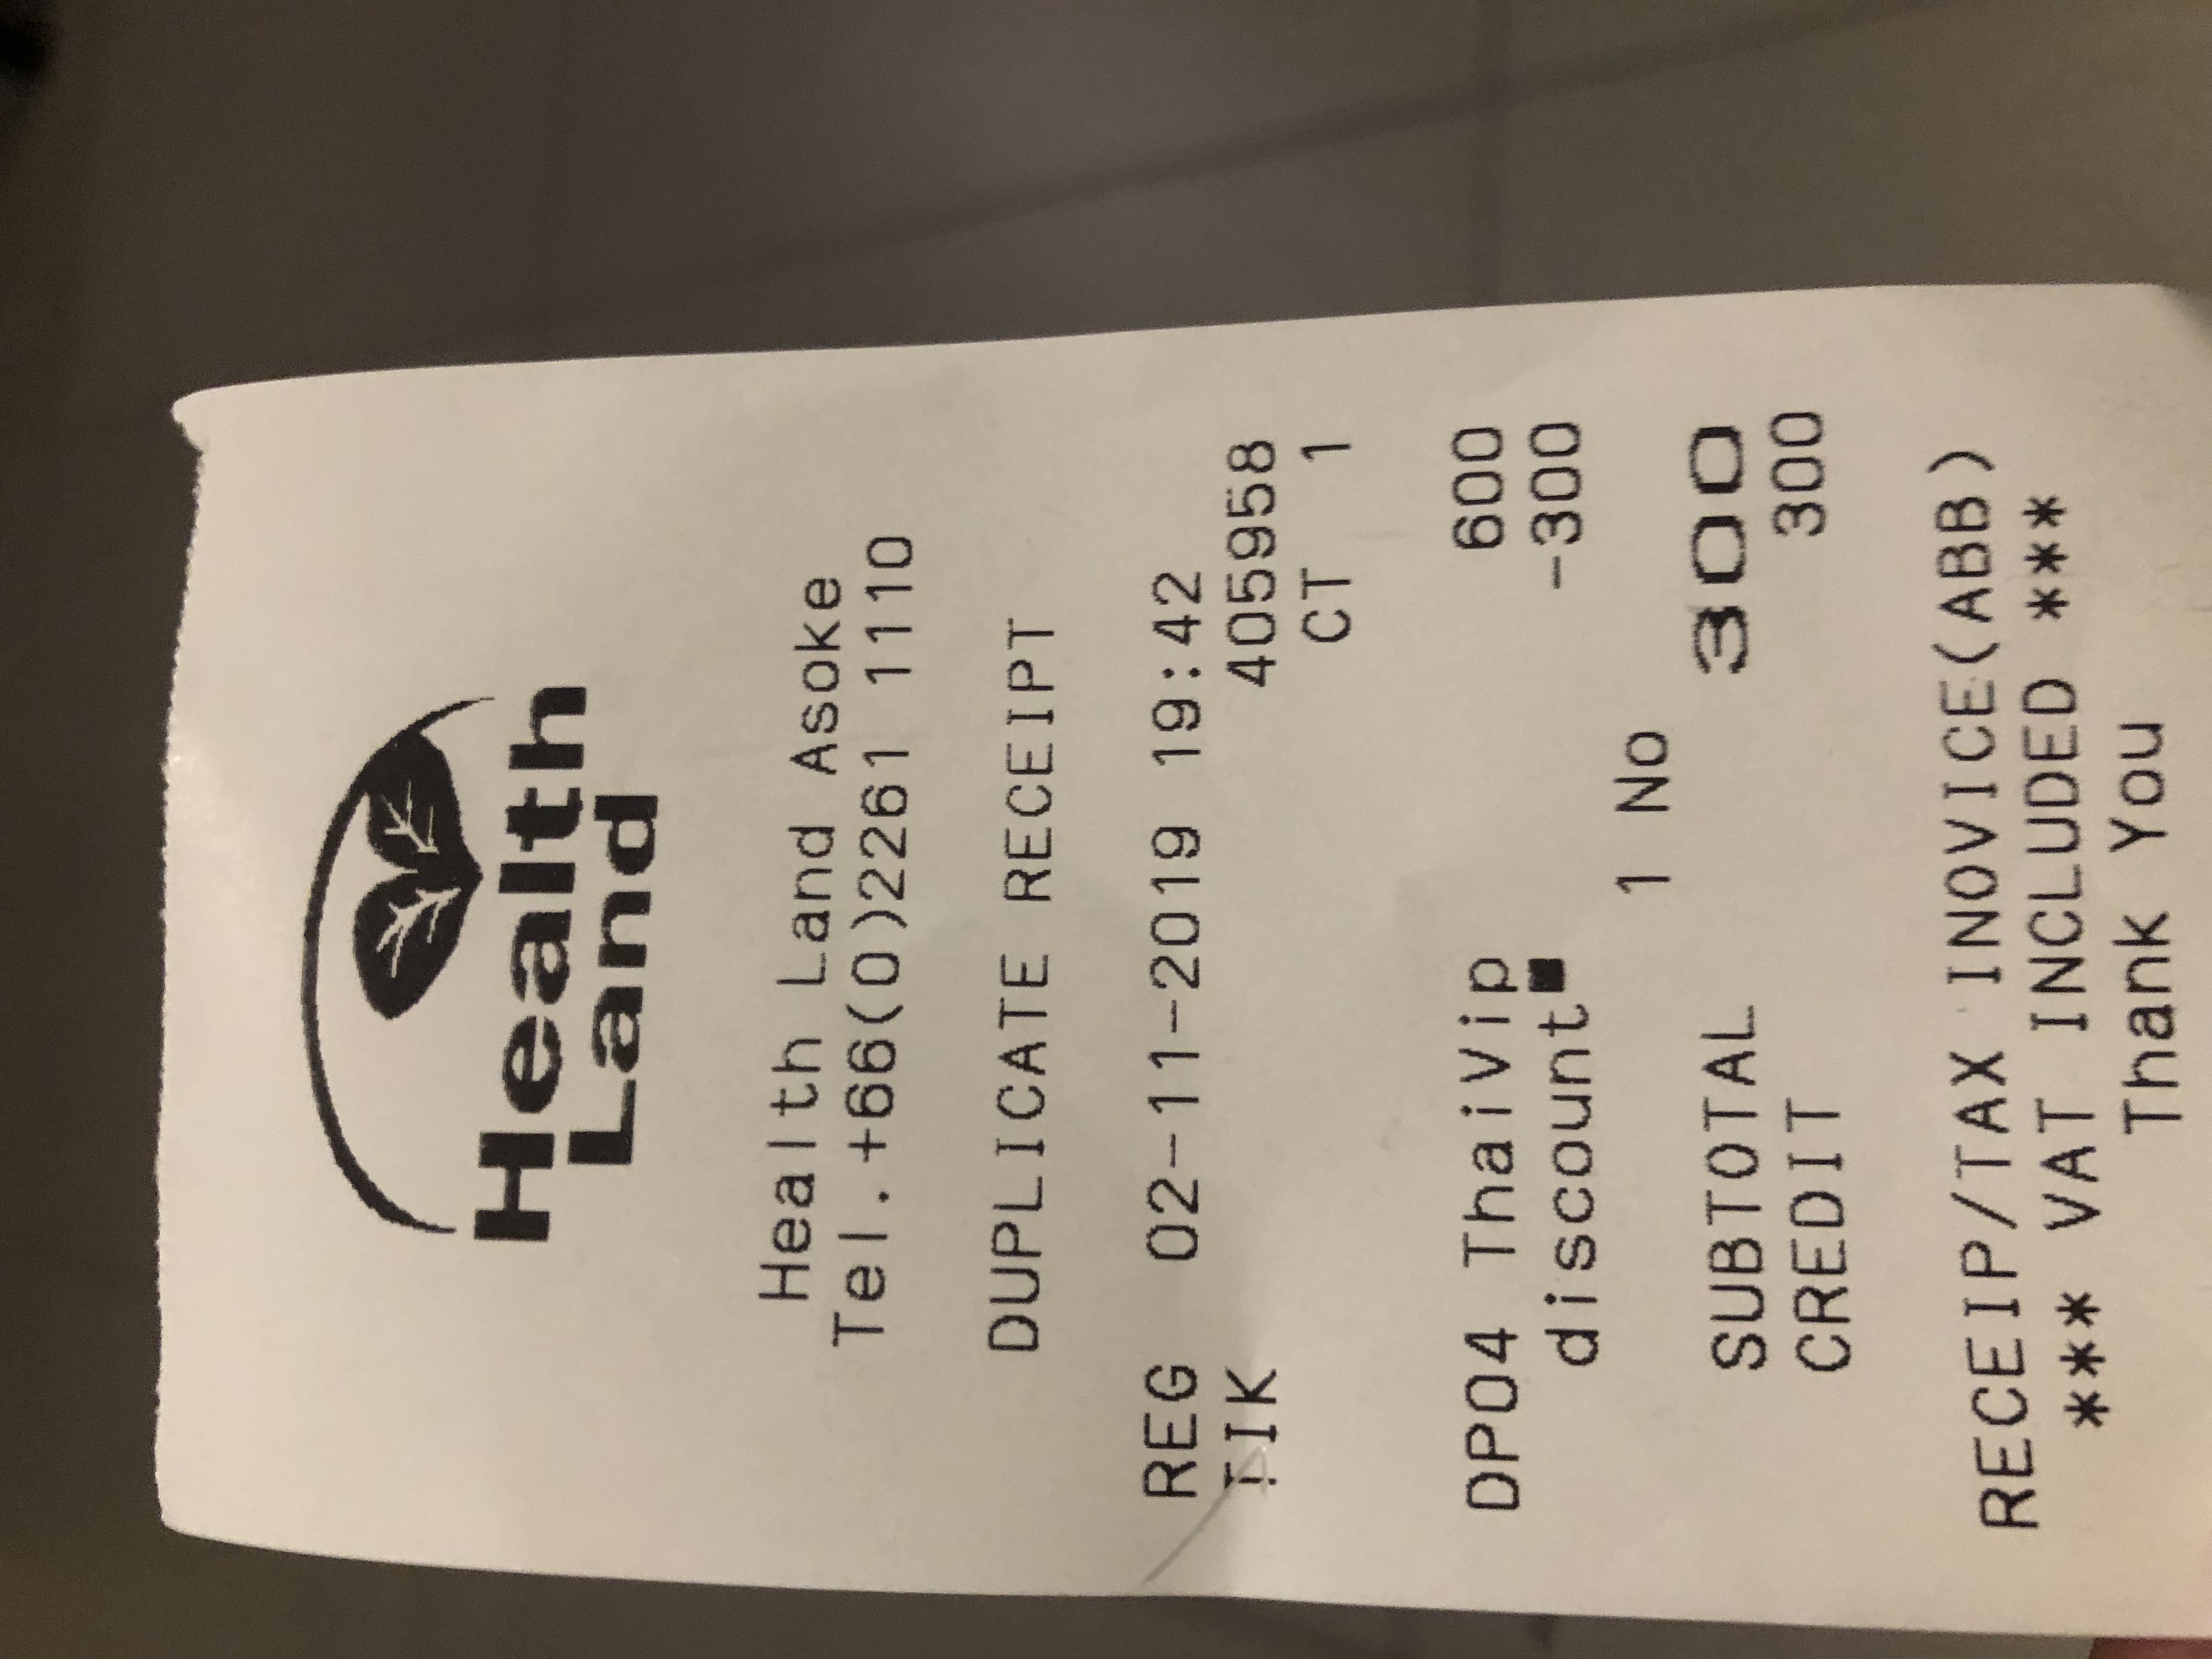 Health
Land
Health Land Asoke
Tel.+66(0)2261 1110
DUPLICATE RECEIPT
REG 02-11-2019 19:42
405958
CT 1
DP04 ThaiVip 600
discount -300
1 No
SUBTOTAL 300
CREDIT 300
RECEIP/TAX INOVICE(ABB)
*** VAT INCLUDED ***
Thank You